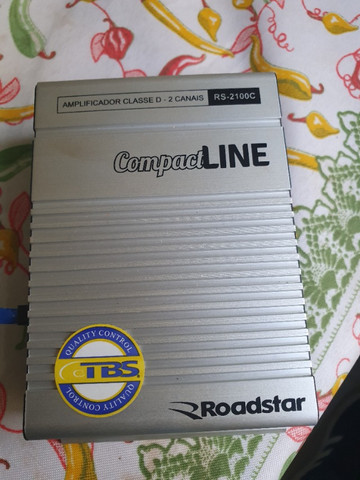 AMPLIFICADOR CLASSE D - 2 CANAIS RS-2100C
CompactLINE
QUALITY CONTROL
TBS
QUALITY CONTROL
Roadstar